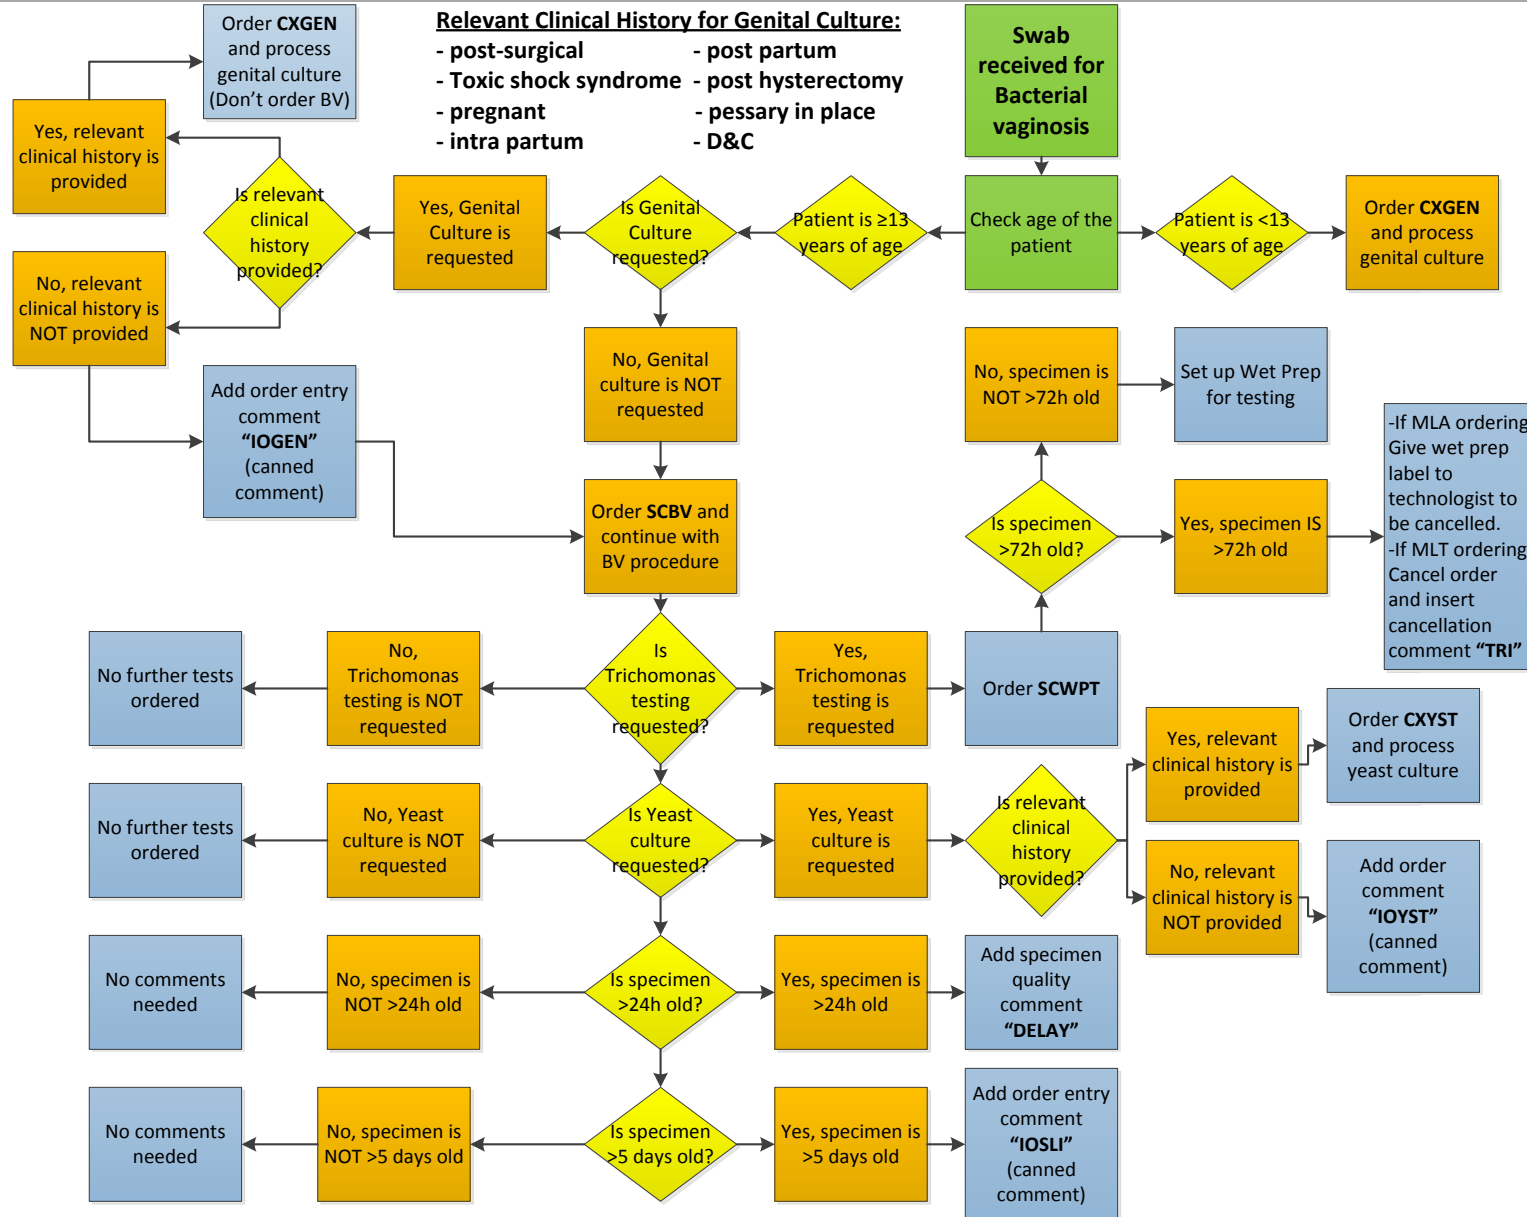 Order CXGEN
and process
genital culture
(Don’t order BV)
Relevant Clinical History for Genital Culture:
- post-surgical - post partum
- Toxic shock syndrome - post hysterectomy
- pregnant - pessary in place
- intra partum - D&C
Swab
received for
Bacterial
vaginosis
Yes, relevant
clinical history is
provided
Is relevant
clinical
history
provided?
Yes, Genital
Culture is
requested
Is Genital
Culture
requested?
Patient is ≥13
years of age
Check age of the
patient
Patient is <13
years of age
Order CXGEN
and process
genital culture
No, relevant
clinical history is
NOT provided
Add order entry
comment
“IOGEN”
(canned
comment)
No, Genital
culture is NOT
requested
No, specimen is
NOT >72h old
Set up Wet Prep
for testing
Order SCBV and
continue with
BV procedure
Is specimen
>72h old?
Yes, specimen IS
>72h old
-If MLA ordering
Give wet prep
label to
technologist to
be cancelled.
-If MLT ordering
Cancel order
and insert
cancellation
comment “TRI”
No further tests
ordered
No,
Trichomonas
testing is NOT
requested
Is
Trichomonas
testing
requested?
Yes,
Trichomonas
testing is
requested
Order SCWPT
No further tests
ordered
No, Yeast
culture is NOT
requested
Is Yeast
culture
requested?
Yes, Yeast
culture is
requested
Is relevant
clinical
history
provided?
Yes, relevant
clinical history is
provided
Order CXYST
and process
yeast culture
No, relevant
clinical history is
NOT provided
Add order
comment
“IOYST”
(canned
comment)
No comments
needed
No, specimen is
NOT >24h old
Is specimen
>24h old?
Yes, specimen is
>24h old
Add specimen
quality
comment
“DELAY”
No comments
needed
No, specimen is
NOT >5 days old
Is specimen
>5 days old?
Yes, specimen is
>5 days old
Add order entry
comment
“IOSLI”
(canned
comment)